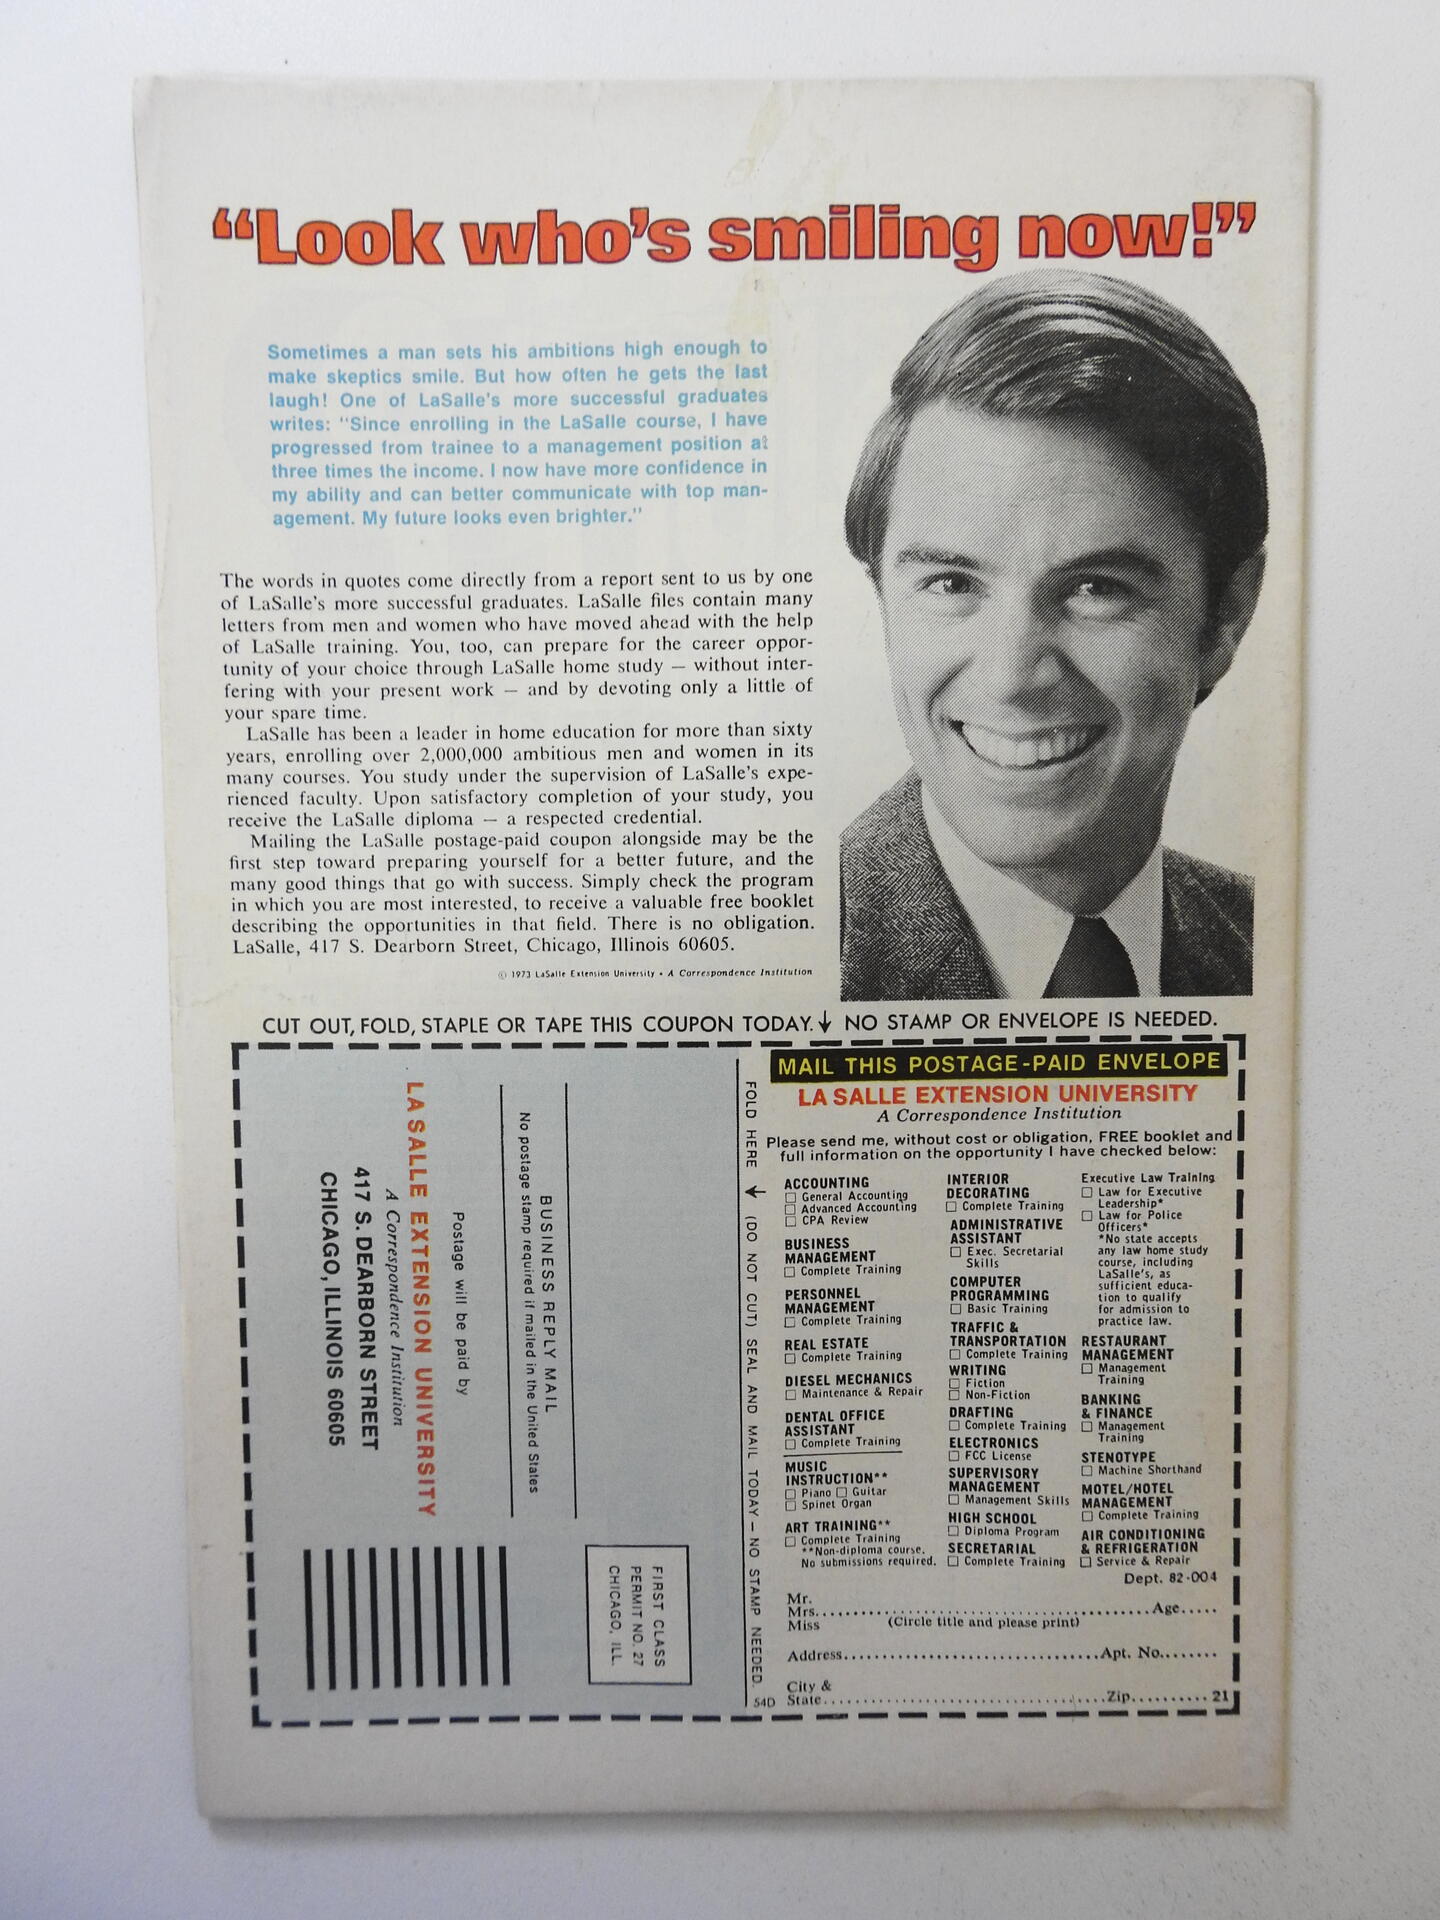 “Look who's smiling now!”
Sometimes a man sets his ambitions high enough to
make skeptics smile. But how often he gets the last
laugh! One of LaSalle's more successful graduates
writes: “Since enrolling in the LaSalle course, I have
progressed from trainee to a management position at
three times the income. I now have more confidence in
my ability and can better communicate with top man-
agement. My future looks even brighter.”
The words in quotes come directly from a report sent to us by one
of LaSalle's more successful graduates. LaSalle files contain many
letters from men and women who have moved ahead with the help
of LaSalle training. You, too, can prepare for the career oppor-
tunity of your choice through LaSalle home study — without inter-
fering with your present work — and by devoting only a little of
your spare time.
LaSalle has been a leader in home education for more than sixty
years, enrolling over 2,000,000 ambitious men and women in its
many courses. You study under the supervision of LaSalle's expe-
rienced faculty. Upon satisfactory completion of your study, you
receive the LaSalle diploma — a respected credential.
Mailing the LaSalle postage-paid coupon alongside may be the
first step toward preparing yourself for a better future, and the
many good things that go with success. Simply check the program
in which you are most interested, to receive a valuable free booklet
describing the opportunities in that field. There is no obligation.
LaSalle, 417 S. Dearborn Street, Chicago, Illinois 60605.
© 1973 LaSalle Extension University • A Correspondence Institution
CUT OUT, FOLD, STAPLE OR TAPE THIS COUPON TODAY.↓ NO STAMP OR ENVELOPE IS NEEDED.
FIRST CLASS
PERMIT NO. 27
CHICAGO, ILL.
BUSINESS REPLY MAIL
No postage stamp required if mailed in the United States
Postage will be paid by
LA SALLE EXTENSION UNIVERSITY
A Correspondence Institution
417 S. DEARBORN STREET
CHICAGO, ILLINOIS 60605
FOLD HERE ↓ (DO NOT CUT) SEAL AND MAIL TODAY — NO STAMP NEEDED.
54D
MAIL THIS POSTAGE-PAID ENVELOPE
LA SALLE EXTENSION UNIVERSITY
A Correspondence Institution
Please send me, without cost or obligation, FREE booklet and
full information on the opportunity I have checked below:
ACCOUNTING
☐ General Accounting
☐ Advanced Accounting
☐ CPA Review
BUSINESS
MANAGEMENT
☐ Complete Training
PERSONNEL
MANAGEMENT
☐ Complete Training
REAL ESTATE
☐ Complete Training
DIESEL MECHANICS
☐ Maintenance & Repair
DENTAL OFFICE
ASSISTANT
☐ Complete Training
MUSIC
INSTRUCTION**
☐ Piano ☐ Guitar
☐ Spinet Organ
ART TRAINING**
☐ Complete Training
**Non-diploma course.
No submissions required.
INTERIOR
DECORATING
☐ Complete Training
ADMINISTRATIVE
ASSISTANT
☐ Exec. Secretarial
Skills
COMPUTER
PROGRAMMING
☐ Basic Training
TRAFFIC &
TRANSPORTATION
☐ Complete Training
WRITING
☐ Fiction
☐ Non-Fiction
DRAFTING
☐ Complete Training
ELECTRONICS
☐ FCC License
SUPERVISORY
MANAGEMENT
☐ Management Skills
HIGH SCHOOL
☐ Diploma Program
SECRETARIAL
☐ Complete Training
Executive Law Training
☐ Law for Executive
Leadership*
☐ Law for Police
Officers*
*No state accepts
any law home study
course, including
LaSalle's, as
sufficient educa-
tion to qualify
for admission to
practice law.
RESTAURANT
MANAGEMENT
☐ Management
Training
BANKING
& FINANCE
☐ Management
Training
STENOTYPE
☐ Machine Shorthand
MOTEL/HOTEL
MANAGEMENT
☐ Complete Training
AIR CONDITIONING
& REFRIGERATION
☐ Service & Repair
Dept. 82-004
Mr.
Mrs...........................................Age.....
Miss (Circle title and please print)
Address..................................Apt. No........
City &
State.....................................Zip.......... 21